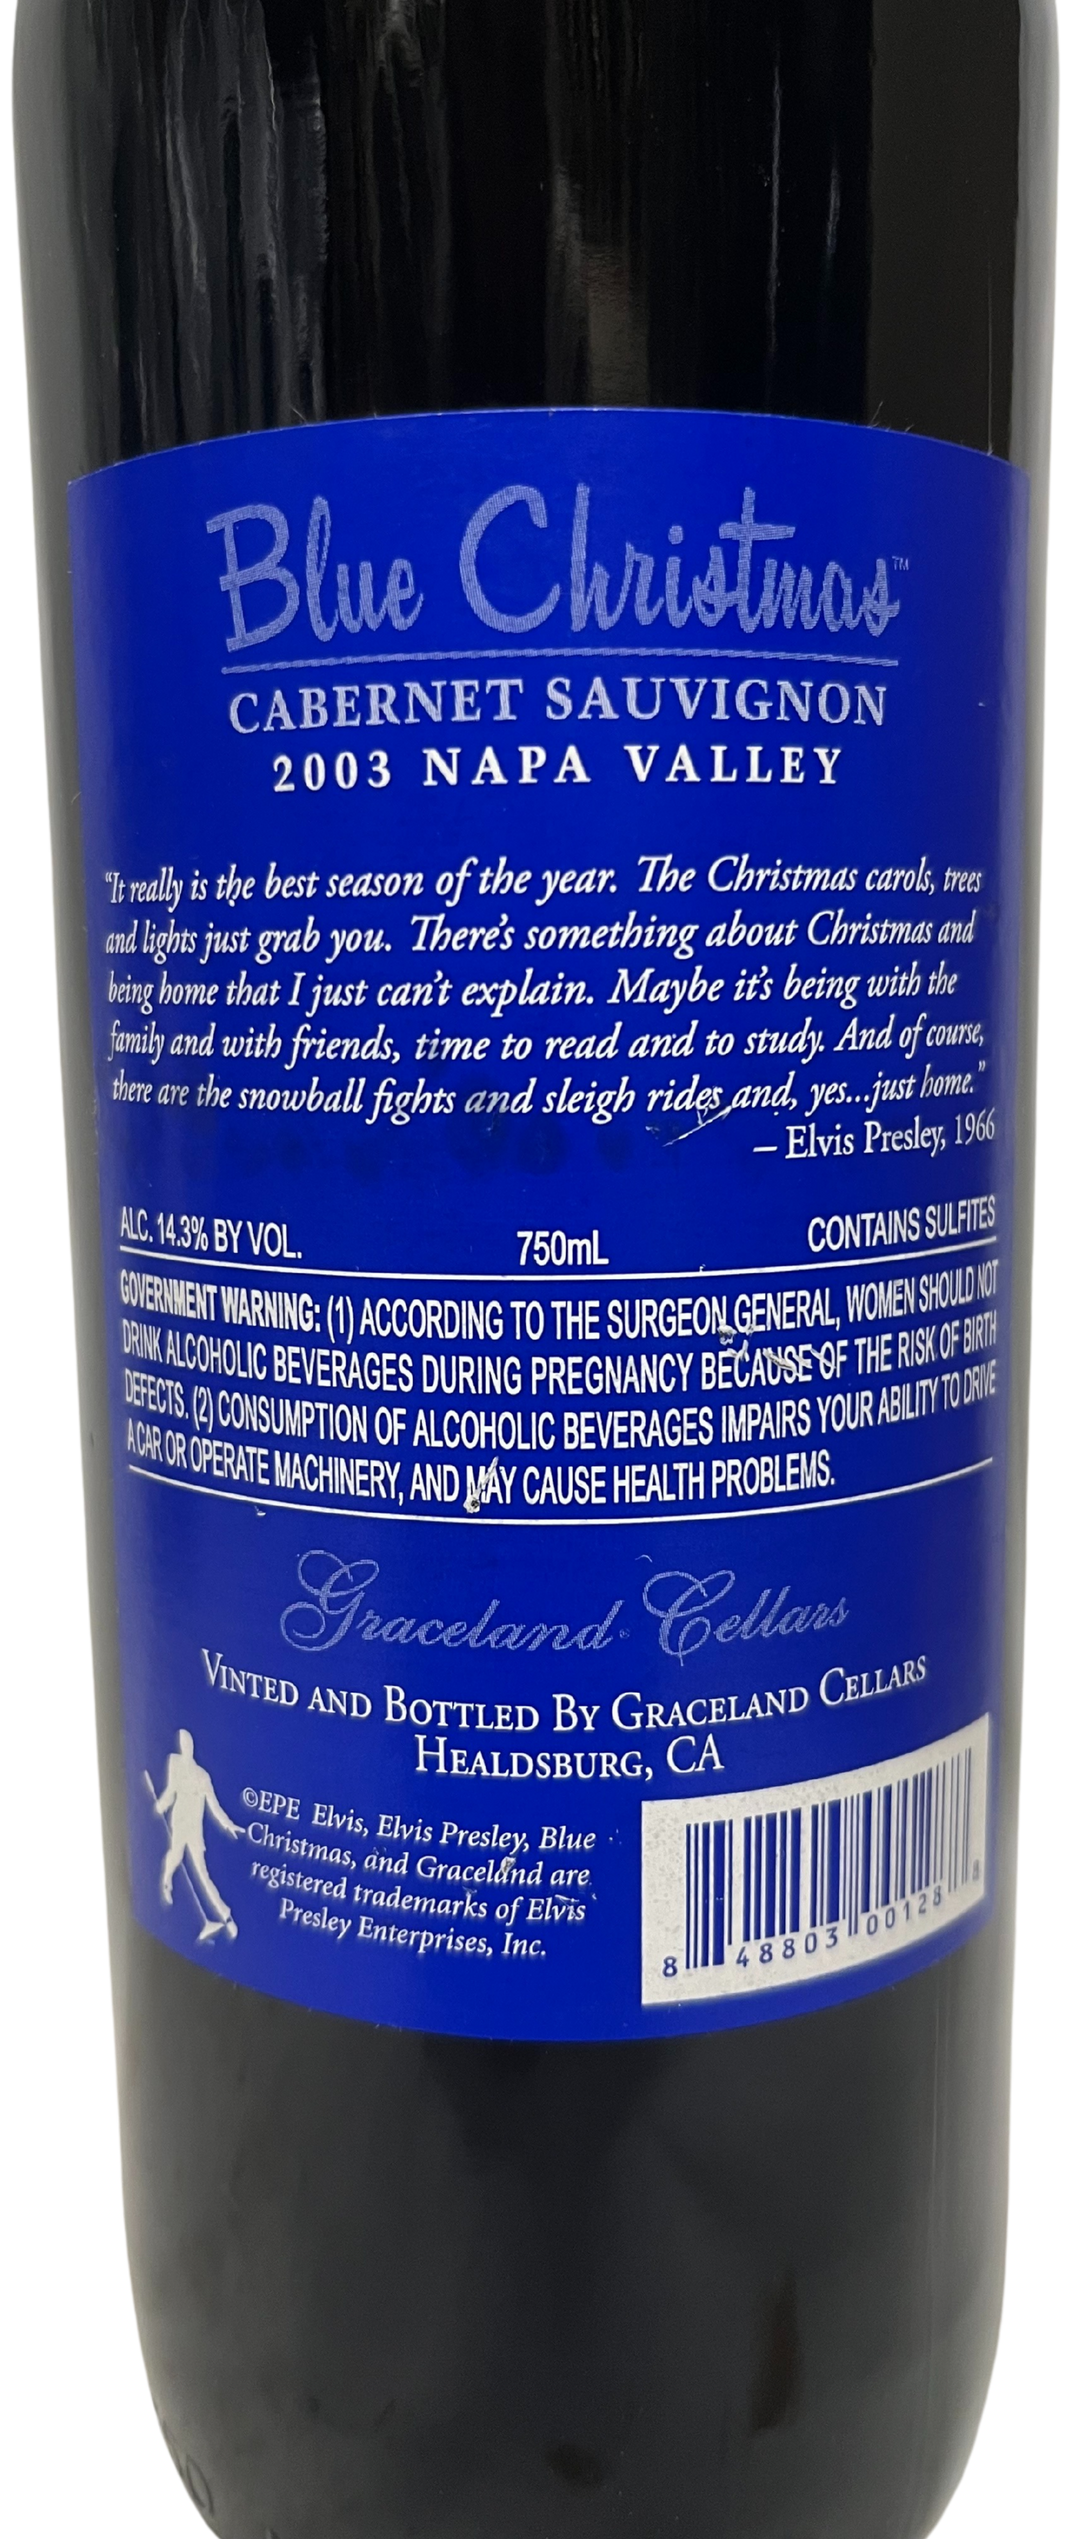 Blue Christmas™
CABERNET SAUVIGNON
2003 NAPA VALLEY
“It really is the best season of the year. The Christmas carols, trees
and lights just grab you. There’s something about Christmas and
being home that I just can’t explain. Maybe it’s being with the
family and with friends, time to read and to study. And of course,
there are the snowball fights and sleigh rides and, yes...just home.”
– Elvis Presley, 1966
ALC. 14.3% BY VOL. 750mL CONTAINS SULFITES
GOVERNMENT WARNING: (1) ACCORDING TO THE SURGEON GENERAL, WOMEN SHOULD NOT
DRINK ALCOHOLIC BEVERAGES DURING PREGNANCY BECAUSE OF THE RISK OF BIRTH
DEFECTS. (2) CONSUMPTION OF ALCOHOLIC BEVERAGES IMPAIRS YOUR ABILITY TO DRIVE
A CAR OR OPERATE MACHINERY, AND MAY CAUSE HEALTH PROBLEMS.
Graceland Cellars
VINTED AND BOTTLED BY GRACELAND CELLARS
HEALDSBURG, CA
©EPE Elvis, Elvis Presley, Blue
Christmas, and Graceland are
registered trademarks of Elvis
Presley Enterprises, Inc.
8 48803 00128 8